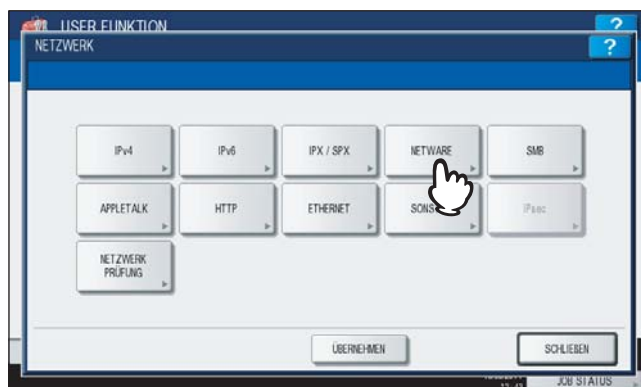 USER FUNKTION
?
NETZWERK
?
IPv4
IPv6
IPX / SPX
NETWARE
SMB
APPLETALK
HTTP
ETHERNET
SONS
IPsec
NETZWERK
PRÜFUNG
ÜBERNEHMEN
SCHLIEßEN
JOB STATUS